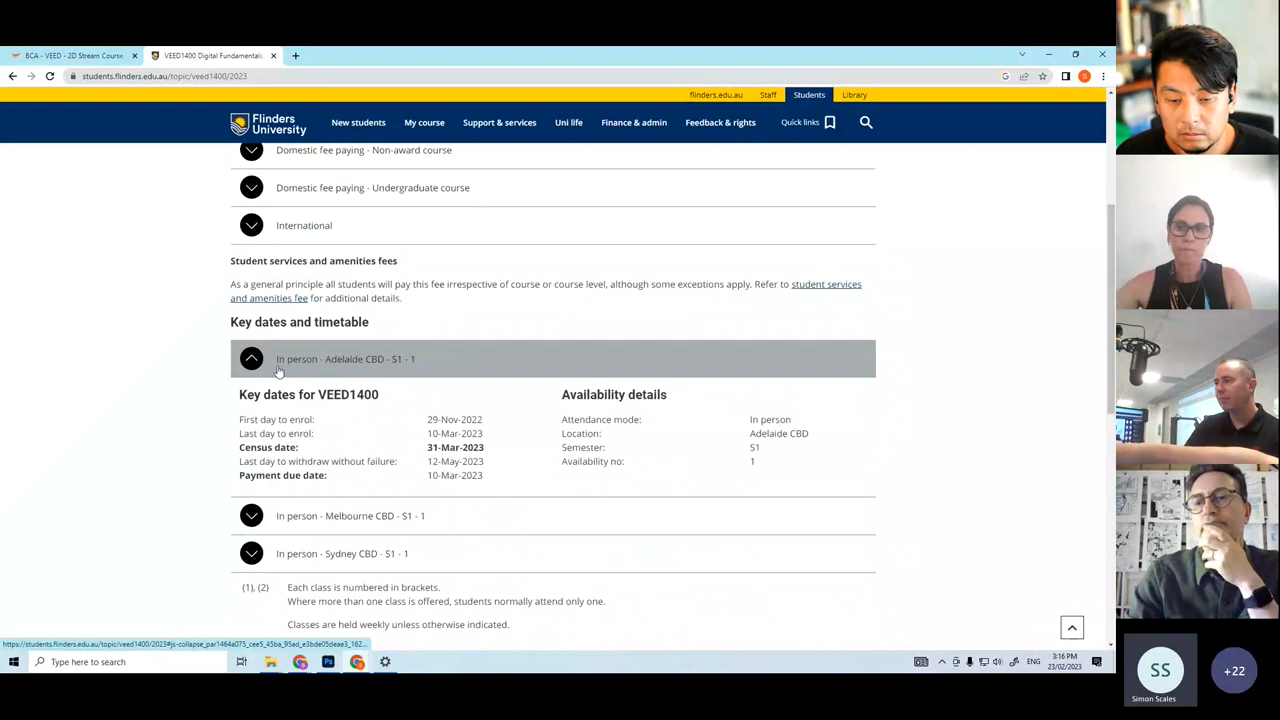 BCA - VEED - 2D Stream Course
VEED1400 Digital Fundamentals
students.flinders.edu.au/topic/veed1400/2023
S
flinders.edu.au
Staff
Students
Library
Flinders
University
New students
My course
Support & services
Uni life
Finance & admin
Feedback & rights
Quick links
Domestic fee paying - Non-award course
Domestic fee paying - Undergraduate course
International
Student services and amenities fees
As a general principle all students will pay this fee irrespective of course or course level, although some exceptions apply. Refer to student services
and amenities fee for additional details.
Key dates and timetable
In person - Adelaide CBD - S1 - 1
Key dates for VEED1400
First day to enrol: 29-Nov-2022
Last day to enrol: 10-Mar-2023
Census date: 31-Mar-2023
Last day to withdraw without failure: 12-May-2023
Payment due date: 10-Mar-2023
Availability details
Attendance mode: In person
Location: Adelaide CBD
Semester: S1
Availability no: 1
In person - Melbourne CBD - S1 - 1
In person - Sydney CBD - S1 - 1
(1), (2) Each class is numbered in brackets.
Where more than one class is offered, students normally attend only one.
Classes are held weekly unless otherwise indicated.
https://students.flinders.edu.au/topic/veed1400/2023#js-collapse_par1464a075_cee5_45ba_95ad_e3bde05deae3_162...
Type here to search
ENG
3:16 PM
23/02/2023
SS
Simon Scales
+22